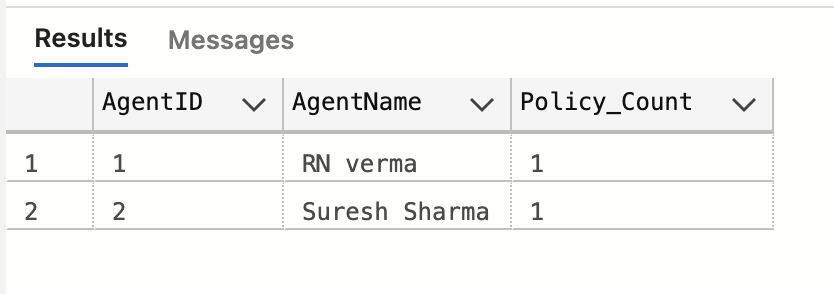 Results Messages
AgentID AgentName Policy_Count
1 1 RN verma 1
2 2 Suresh Sharma 1